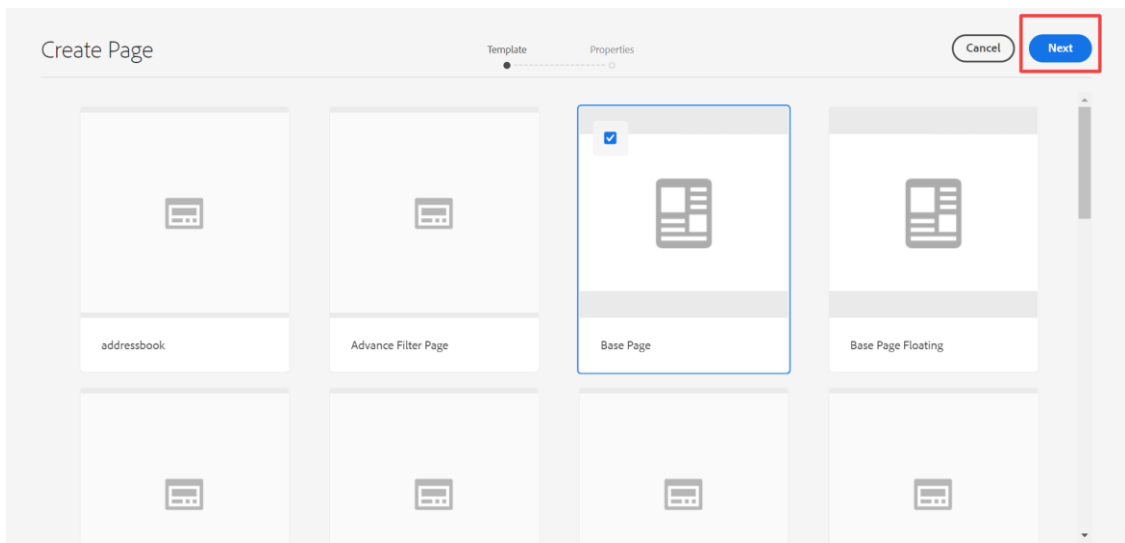 Create Page
Template
Properties
Cancel
Next
addressbook
Advance Filter Page
Base Page
Base Page Floating